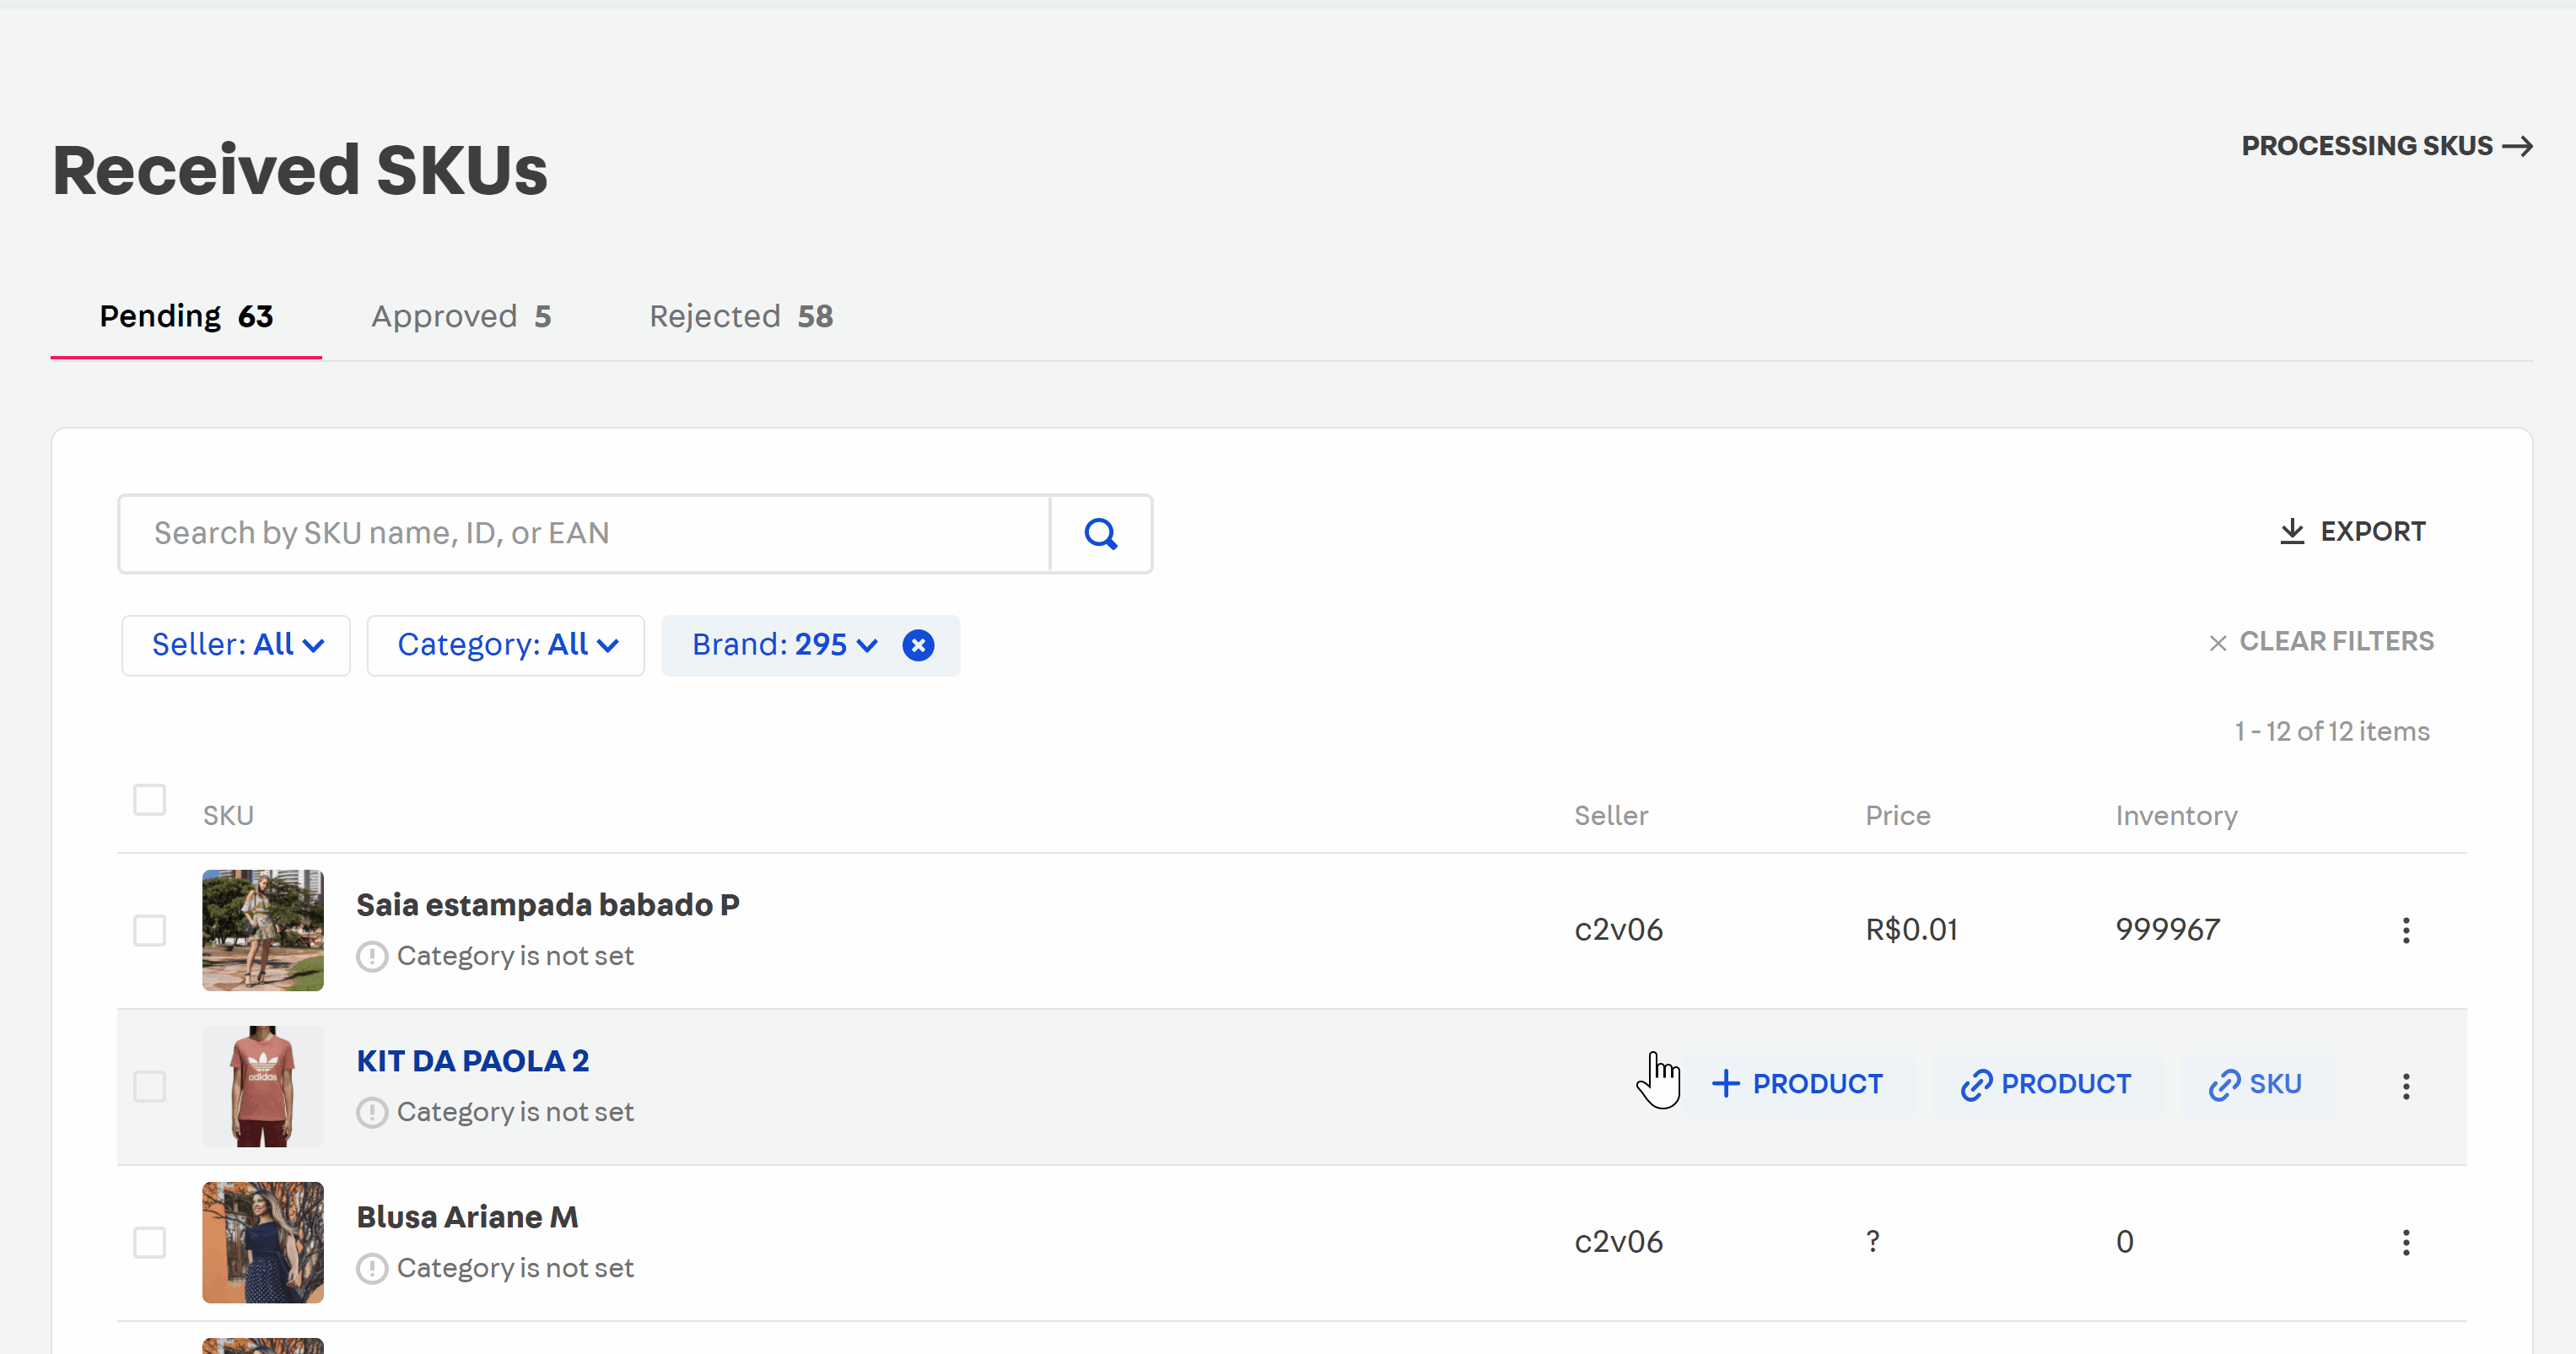 Received SKUs
PROCESSING SKUS
Pending 63
Approved 5
Rejected 58
Search by SKU name, ID, or EAN
EXPORT
Seller: All
Category: All
Brand: 295
CLEAR FILTERS
1 - 12 of 12 items
SKU
Seller
Price
Inventory
Saia estampada babado P
Category is not set
c2v06
R$0.01
999967
adidas
KIT DA PAOLA 2
Category is not set
PRODUCT
PRODUCT
SKU
Blusa Ariane M
Category is not set
c2v06
?
0